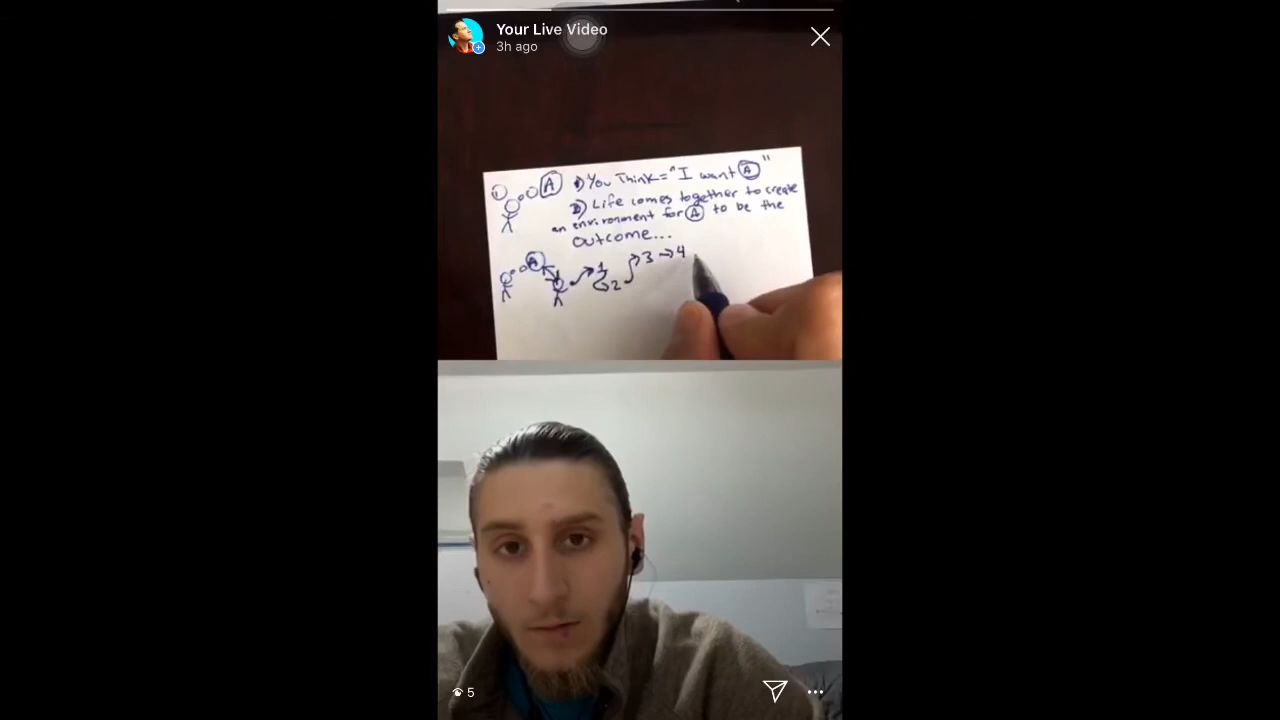 Your Live Video
3h ago
1) You Think = "I want A"
2) Life comes together to create
an environment for A to be the
outcome...
1
A
A
1
2
3 → 4
5